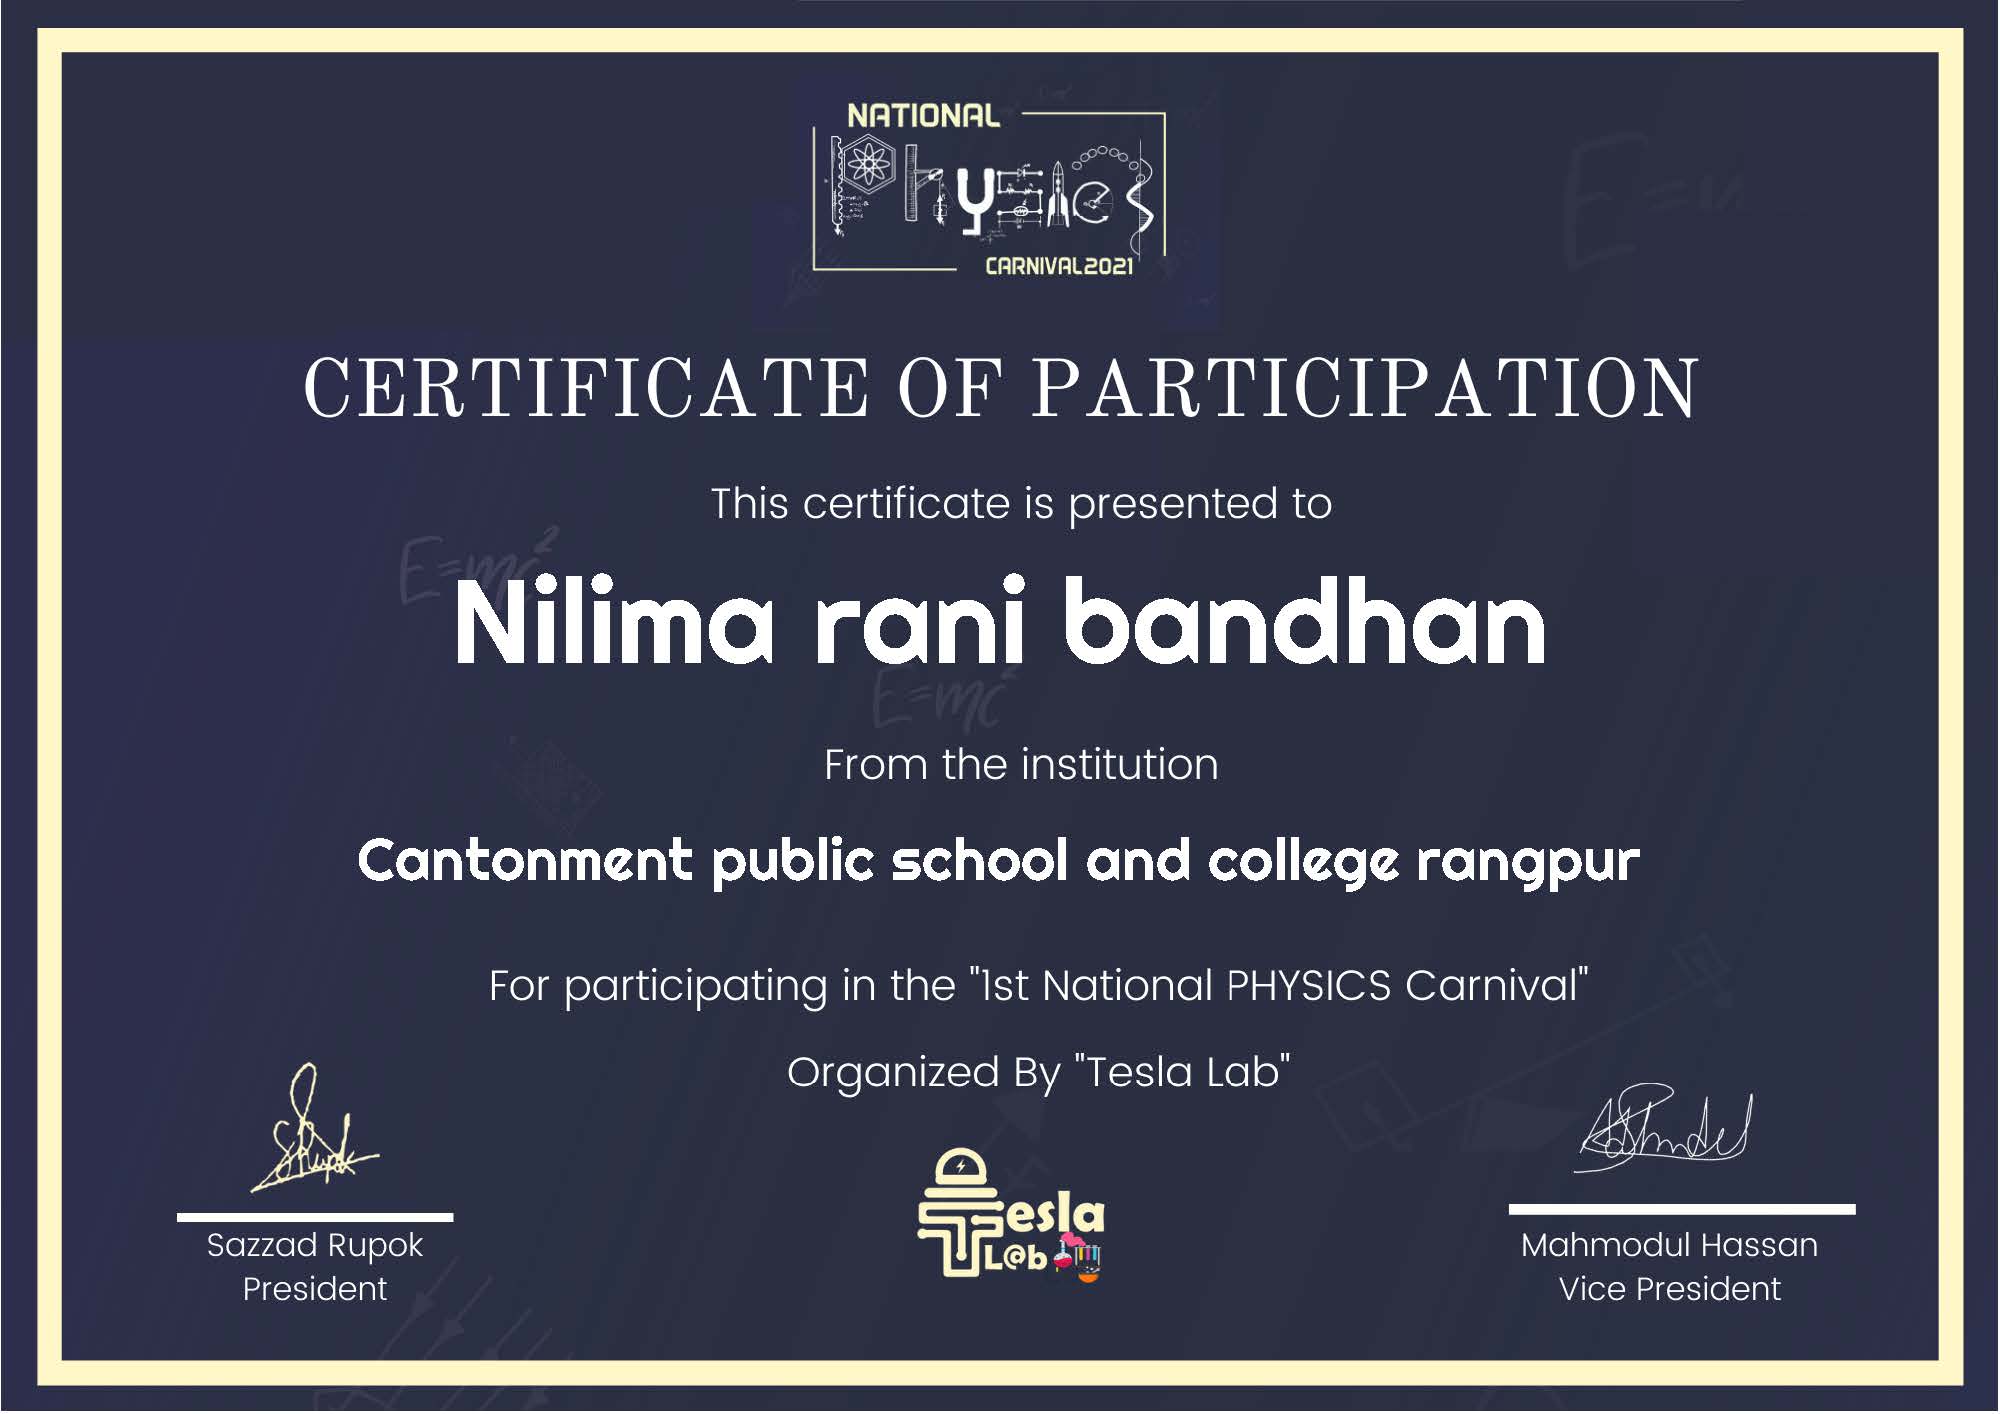 NATIONAL
Physics
CARNIVAL2021
CERTIFICATE OF PARTICIPATION
This certificate is presented to
E=mc²
Nilima rani bandhan
E=mc²
From the institution
Cantonment public school and college rangpur
For participating in the "1st National PHYSICS Carnival"
Organized By "Tesla Lab"
Tesla
L@b
Sazzad Rupok
President
Mahmodul Hassan
Vice President